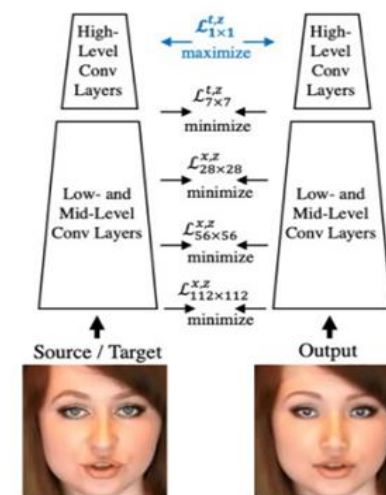 High-
Level
Conv
Layers
ℒ^{t,z}_{1×1}
maximize
High-
Level
Conv
Layers
ℒ^{t,z}_{7×7}
minimize
ℒ^{x,z}_{28×28}
minimize
Low- and
Mid-Level
Conv Layers
Low- and
Mid-Level
Conv Layers
ℒ^{x,z}_{56×56}
minimize
ℒ^{x,z}_{112×112}
minimize
Source / Target
Output